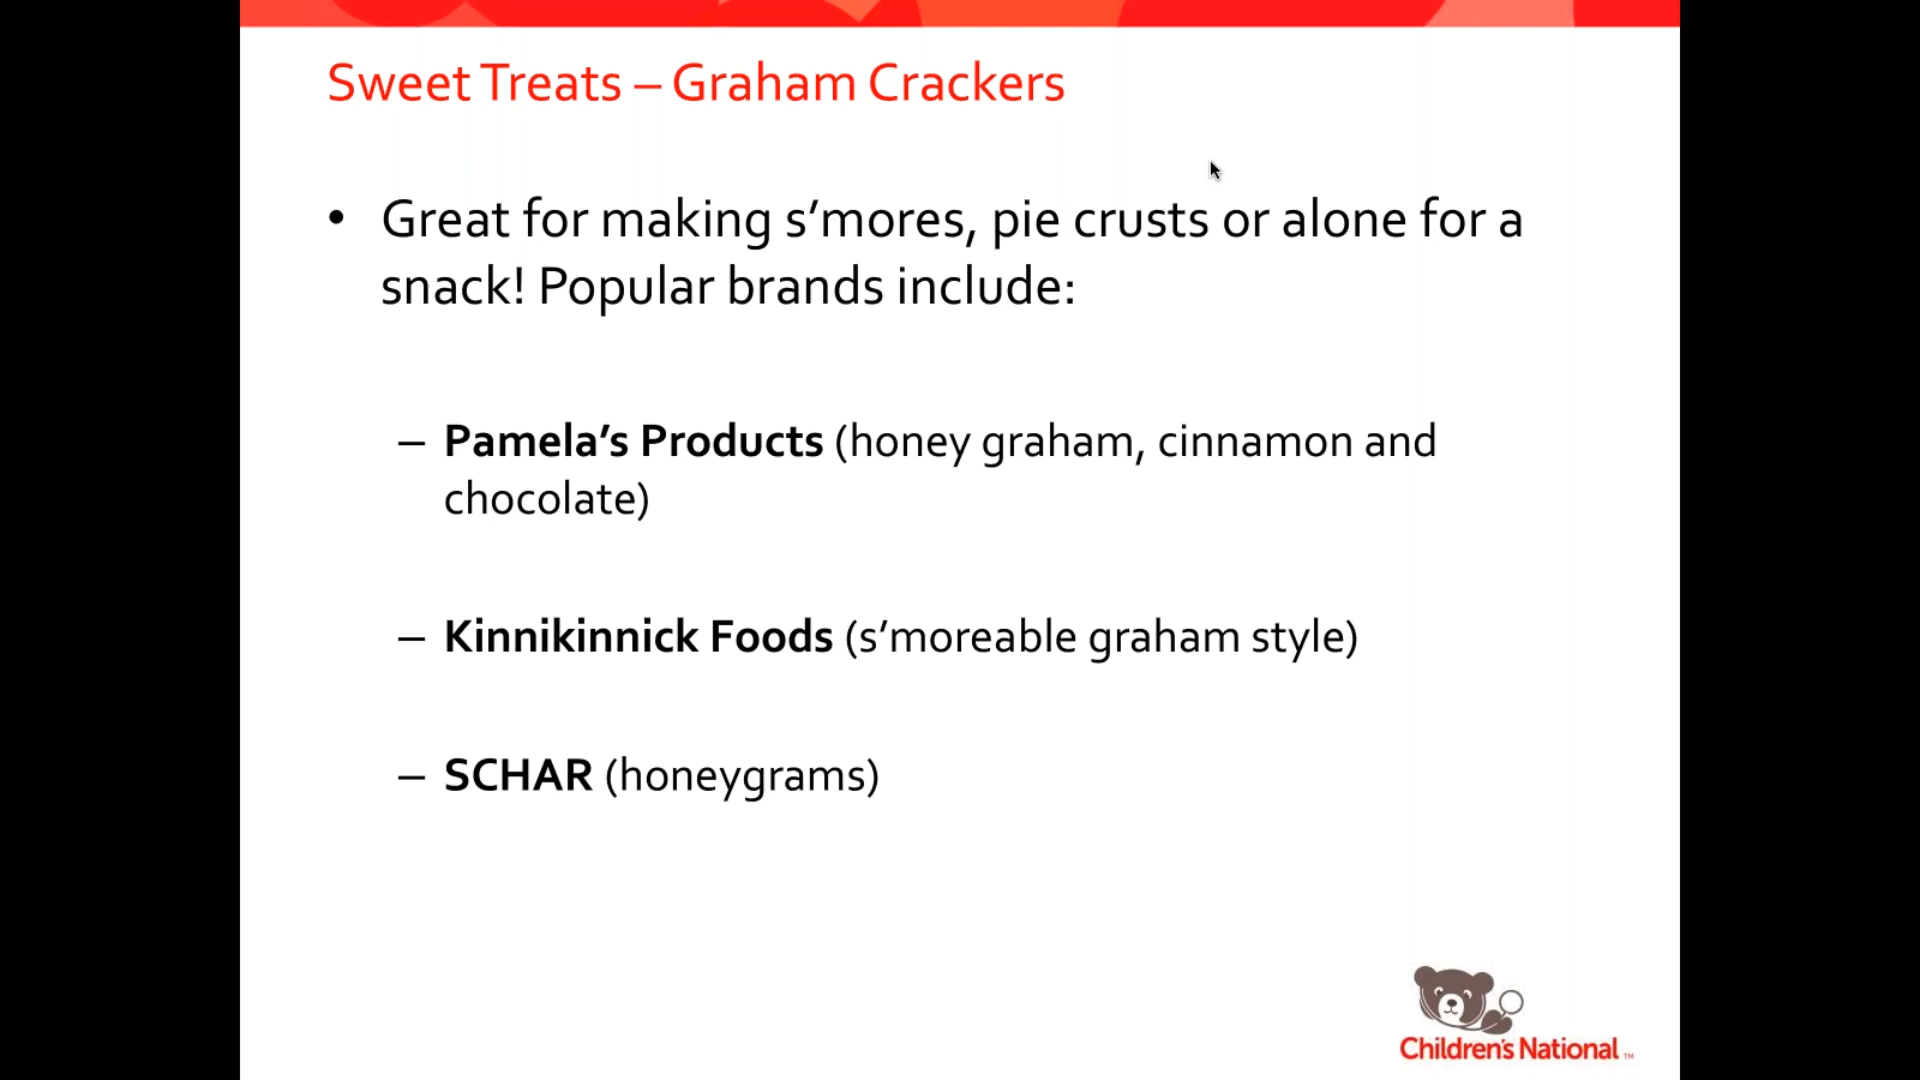 Sweet Treats – Graham Crackers
• Great for making s’mores, pie crusts or alone for a
snack! Popular brands include:
– Pamela’s Products (honey graham, cinnamon and
chocolate)
– Kinnikinnick Foods (s’moreable graham style)
– SCHAR (honeygrams)
Children's National ™